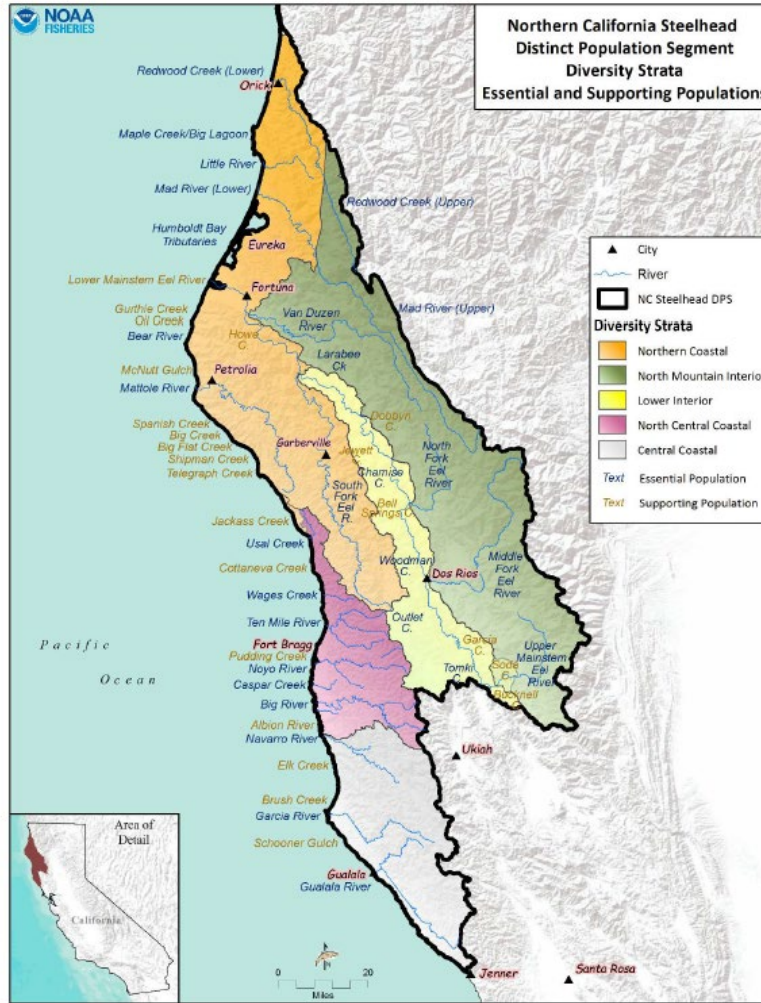 NOAA
FISHERIES
Northern California Steelhead
Distinct Population Segment
Diversity Strata
Essential and Supporting Populations
Redwood Creek (Lower)
Orick
Maple Creek/Big Lagoon
Little River
Mad River (Lower)
Redwood Creek (Upper)
Humboldt Bay
Tributaries
Eureka
Lower Mainstem Eel River
Fortuna
Mad River (Upper)
Gurthie Creek
Oil Creek
Bear River
Howe
C.
Van Duzen
River
Larabee
Ck
McNutt Gulch
Petrolia
Mattole River
Dobbyn
C.
Spanish Creek
Big Creek
Big Flat Creek
Shipman Creek
Telegraph Creek
Garberville
Jewett
C.
Chamise
C.
North
Fork
Eel
River
South
Fork
Eel
R.
Bell
Springs C.
Jackass Creek
Usal Creek
Cottaneva Creek
Woodman
C.
Dos Rios
Middle
Fork
Eel
River
Wages Creek
Ten Mile River
Outlet
C.
Fort Bragg
Pudding Creek
Noyo River
Caspar Creek
Big River
Albion River
Navarro River
Garcia
C.
Tomki
C.
Soda
C.
Bucknell
C.
Upper
Mainstem
Eel
River
Pacific
Ocean
Ukiah
Elk Creek
Brush Creek
Garcia River
Schooner Gulch
Gualala
Gualala River
Jenner
Santa Rosa
City
River
NC Steelhead DPS
Diversity Strata
Northern Coastal
North Mountain Interior
Lower Interior
North Central Coastal
Central Coastal
Text Essential Population
Text Supporting Population
Area of
Detail
California
0 20
Miles